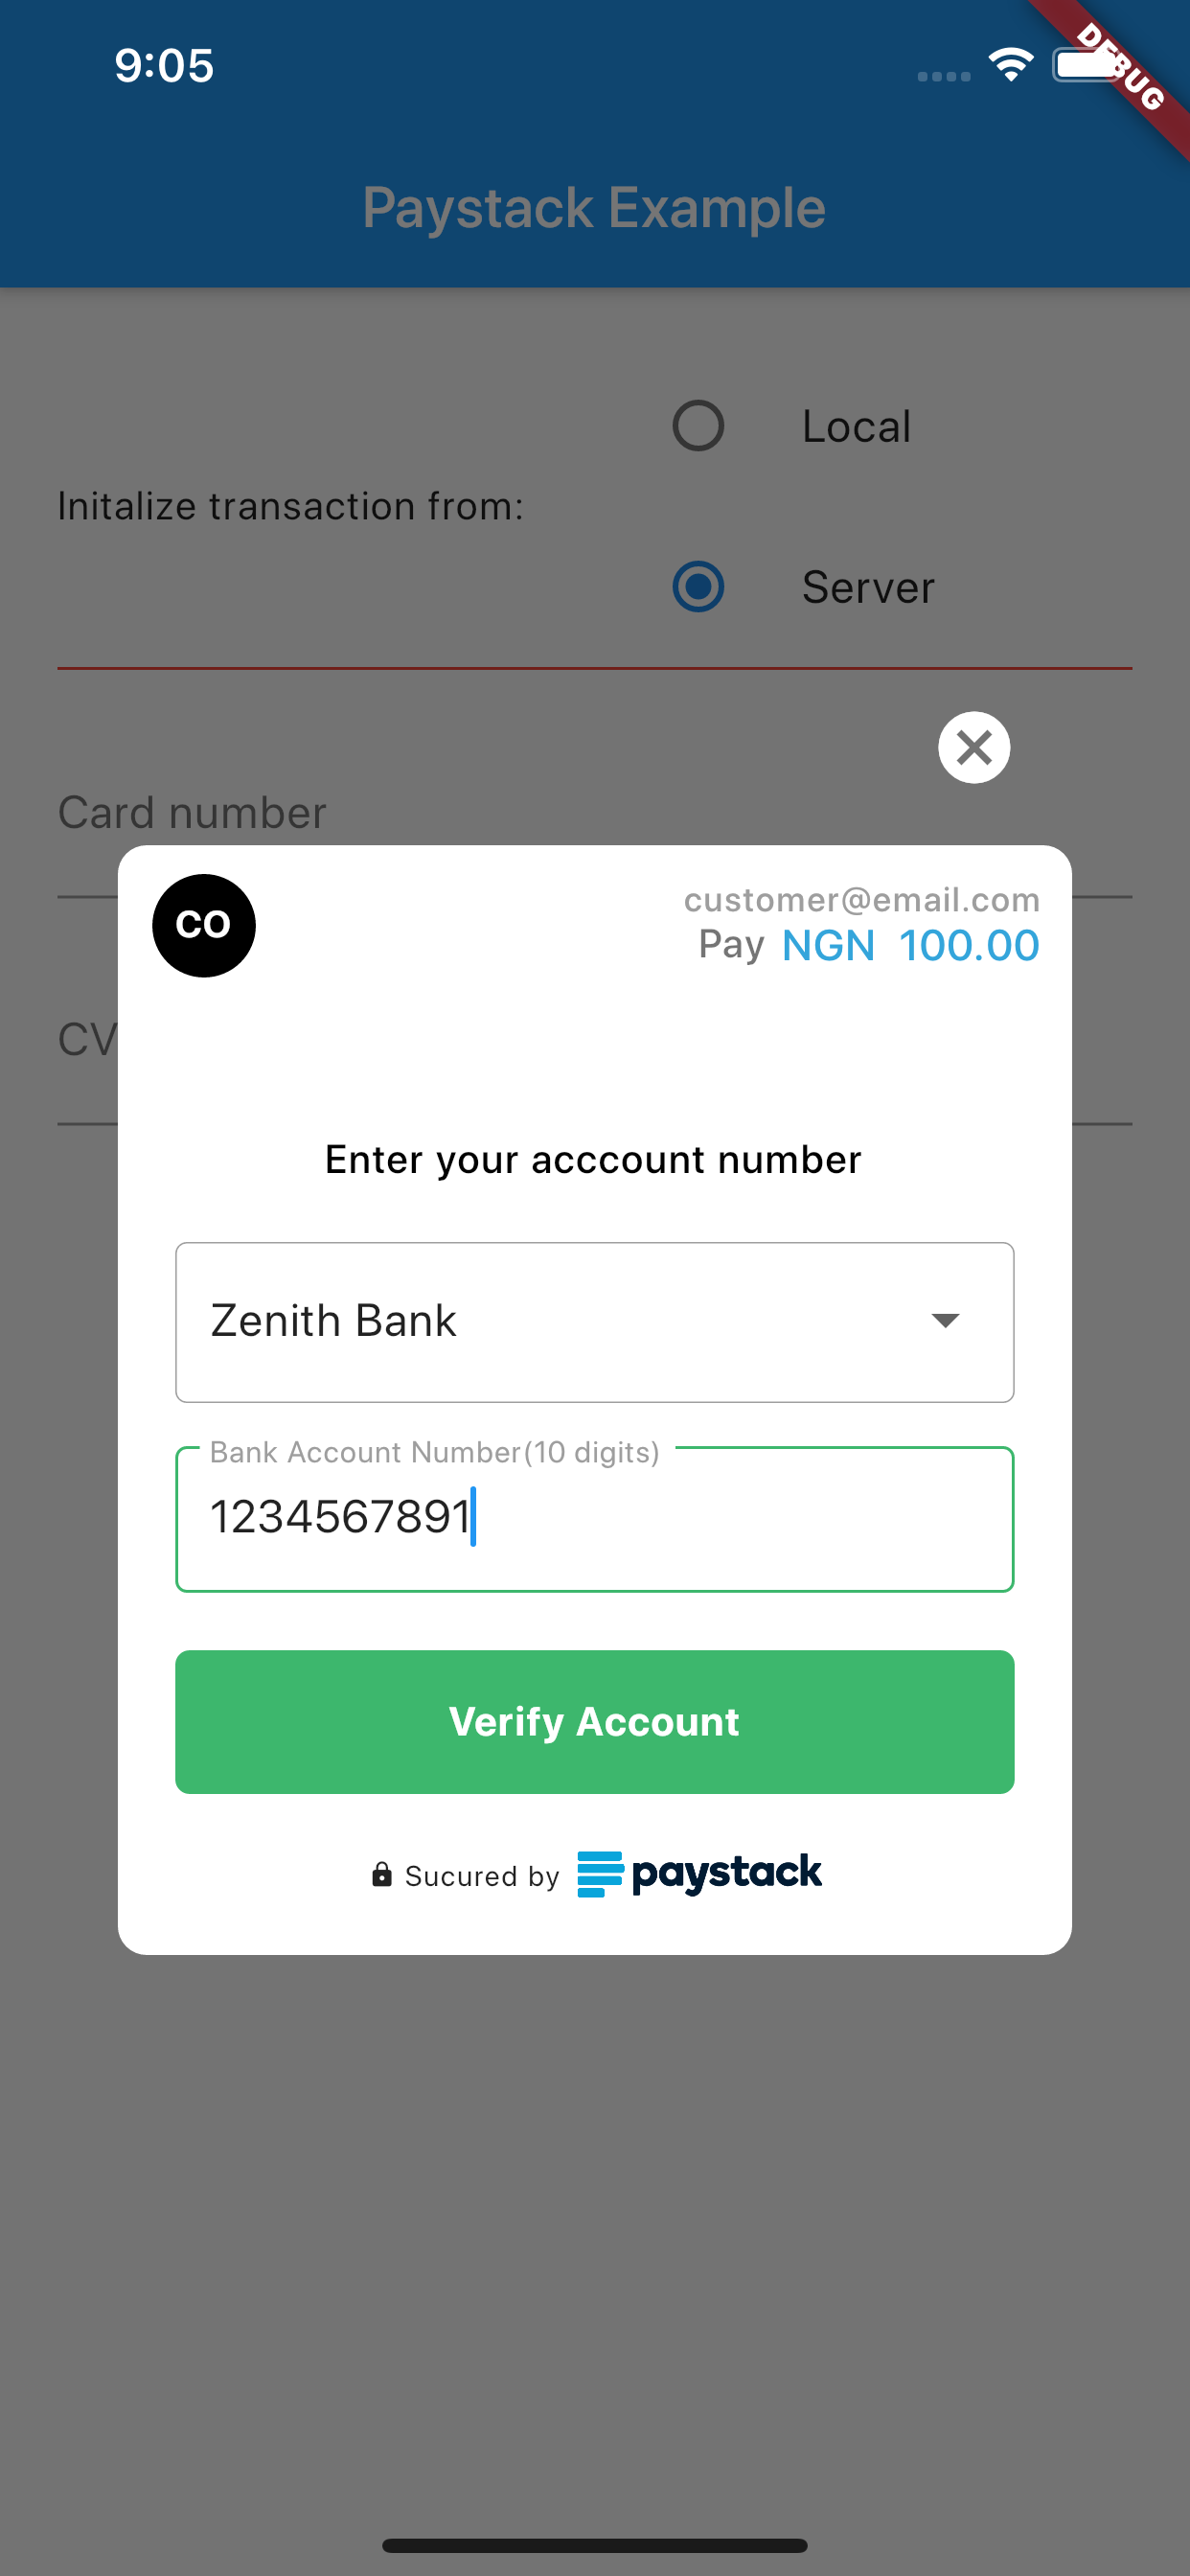 9:05
DEBUG
Paystack Example
Local
Initalize transaction from:
Server
Card number
CO
customer@email.com
Pay NGN 100.00
CV
Enter your acccount number
Zenith Bank
Bank Account Number(10 digits)
1234567891
Verify Account
Sucured by paystack